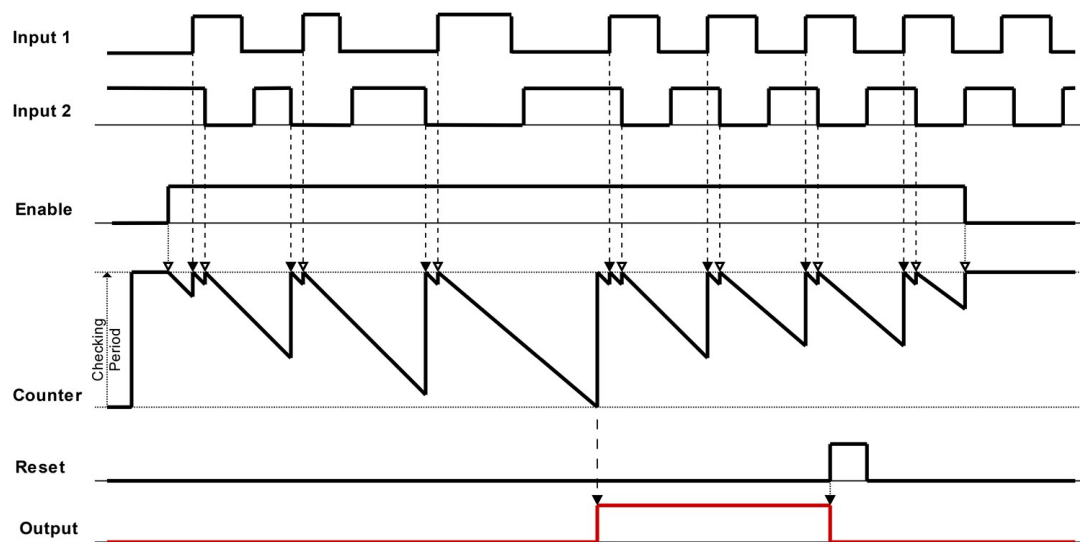 Input 1
Input 2
Enable
Checking
Period
Counter
Reset
Output